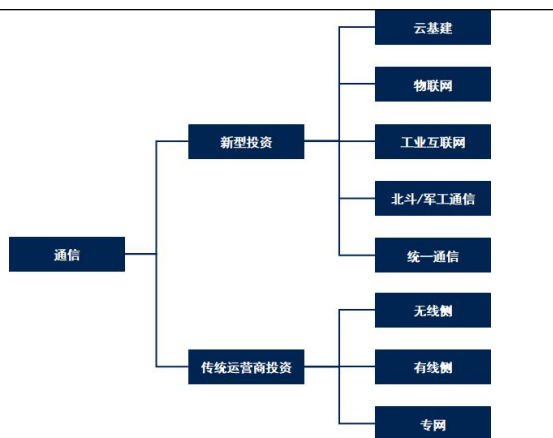 云基建
物联网
新型投资
工业互联网
北斗/军工通信
通信
统一通信
无线侧
传统运营商投资
有线侧
专网